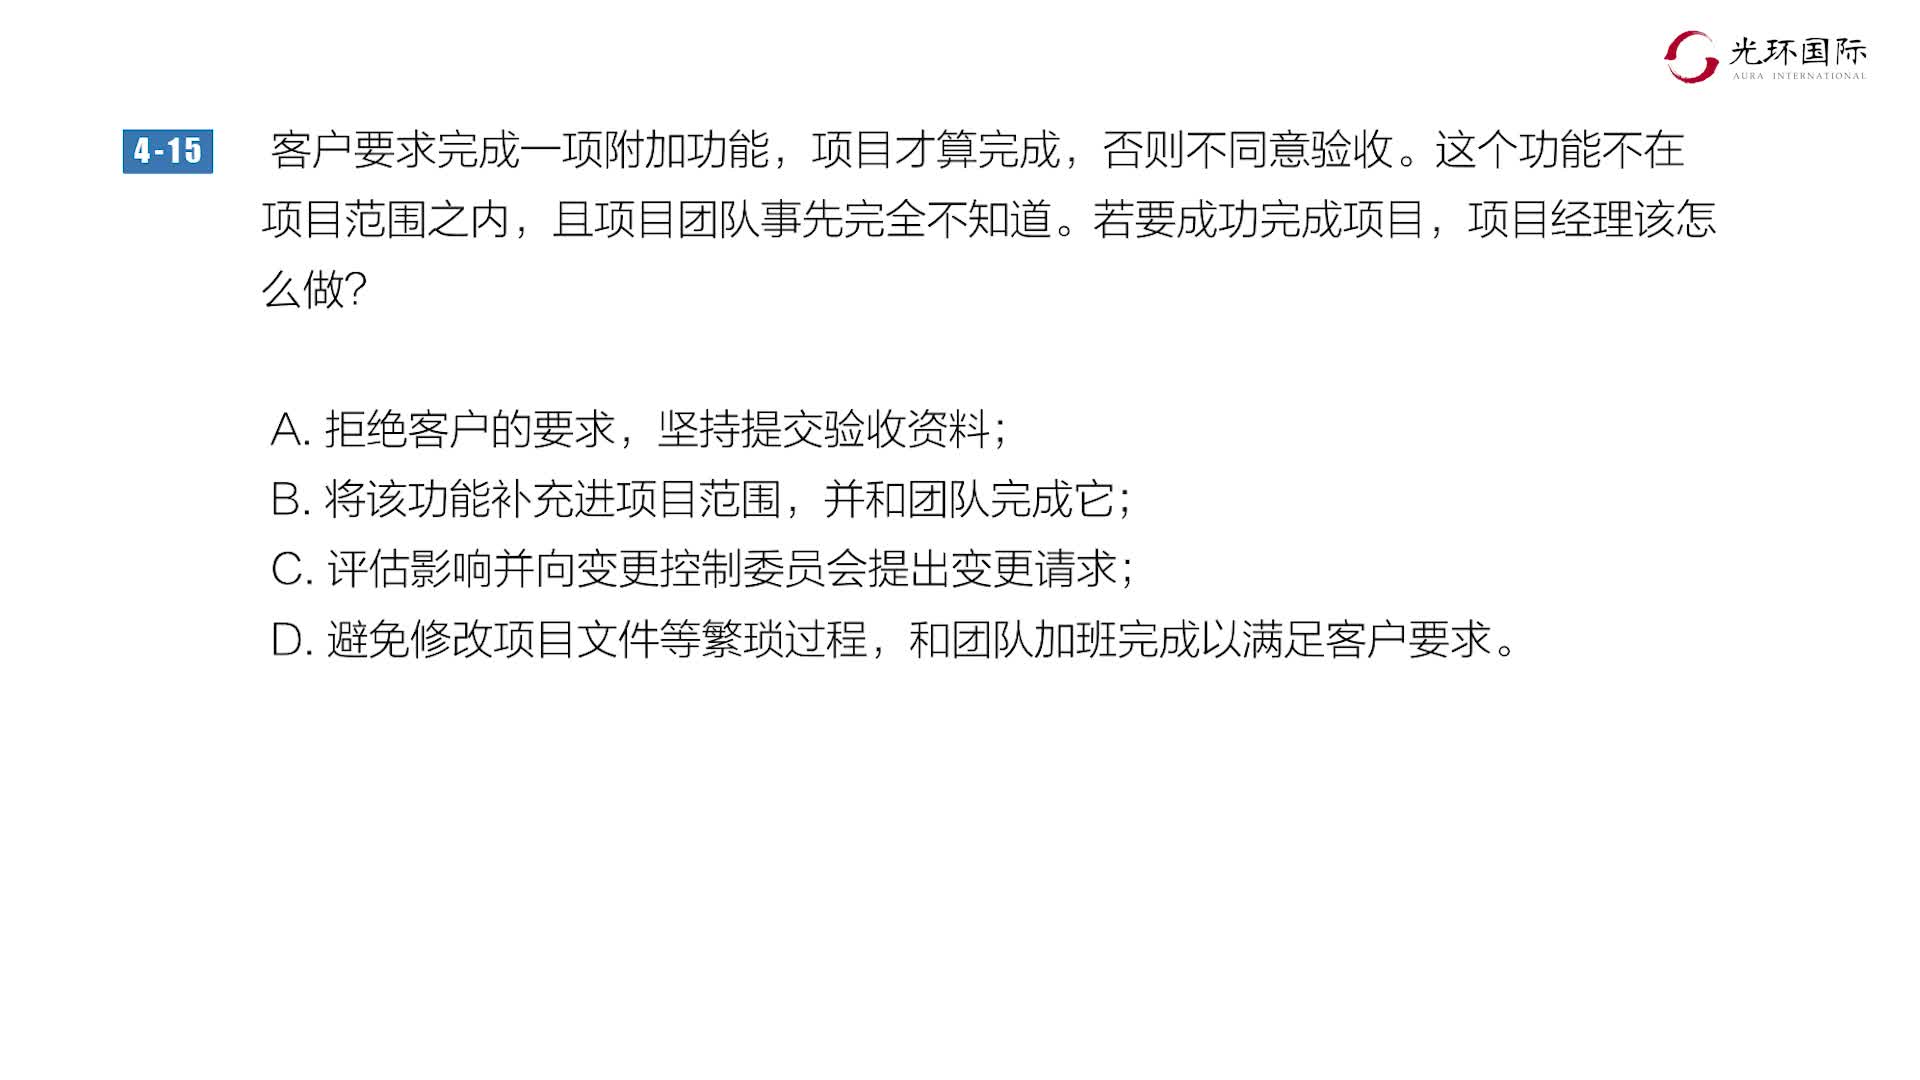 光环国际
AURA INTERNATIONAL
4-15 客户要求完成一项附加功能，项目才算完成，否则不同意验收。这个功能不在
项目范围之内，且项目团队事先完全不知道。若要成功完成项目，项目经理该怎
么做？
A. 拒绝客户的要求，坚持提交验收资料；
B. 将该功能补充进项目范围，并和团队完成它；
C. 评估影响并向变更控制委员会提出变更请求；
D. 避免修改项目文件等繁琐过程，和团队加班完成以满足客户要求。